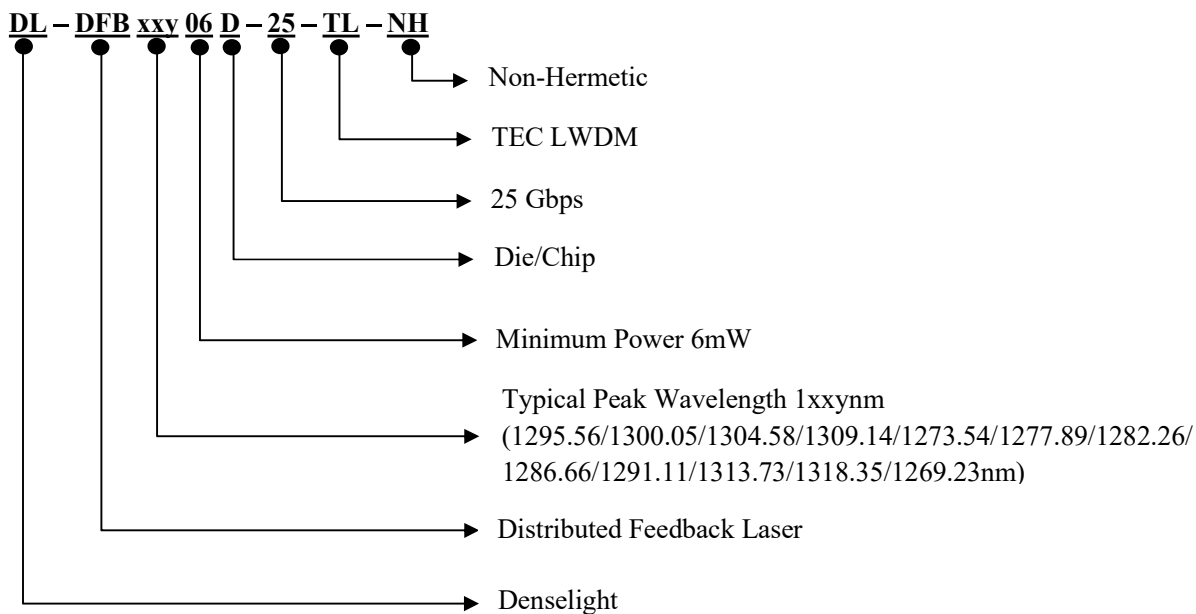 DL – DFB xxy 06 D – 25 – TL – NH
Non-Hermetic
TEC LWDM
25 Gbps
Die/Chip
Minimum Power 6mW
Typical Peak Wavelength 1xxynm
(1295.56/1300.05/1304.58/1309.14/1273.54/1277.89/1282.26/
1286.66/1291.11/1313.73/1318.35/1269.23nm)
Distributed Feedback Laser
Denselight